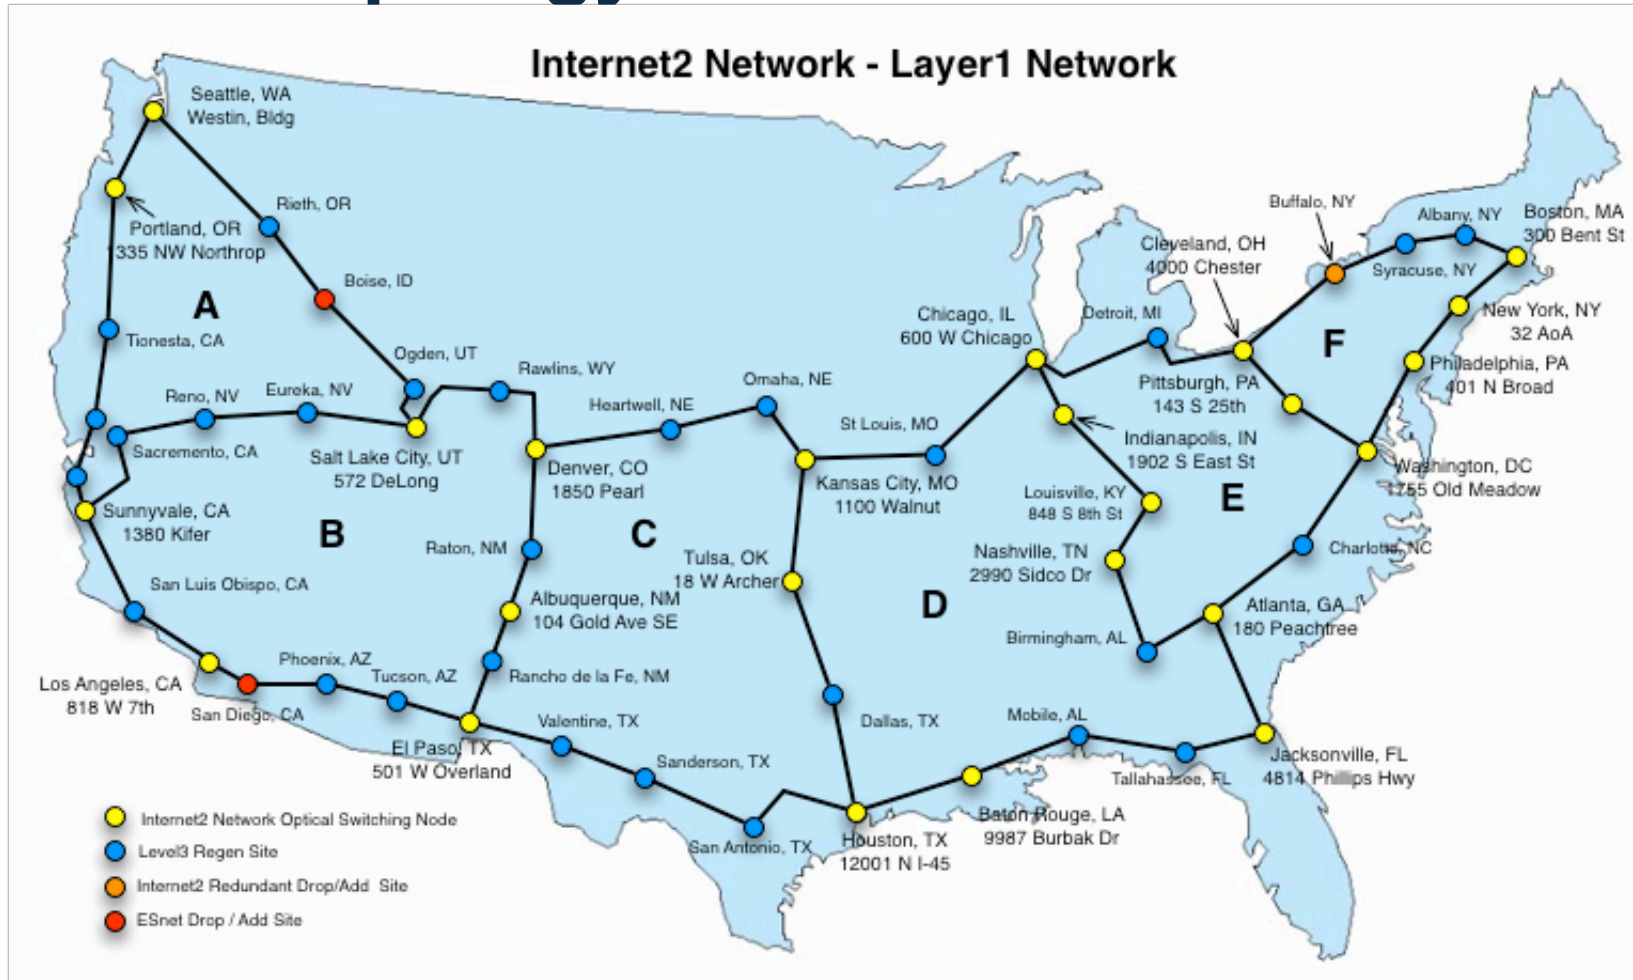 Internet2 Network - Layer1 Network
Seattle, WA
Westin, Bldg
Rieth, OR
Portland, OR
335 NW Northrop
Boise, ID
A
Tionesta, CA
Ogden, UT
Rawlins, WY
Reno, NV
Eureka, NV
Sacremento, CA
Salt Lake City, UT
572 DeLong
Sunnyvale, CA
1380 Kifer
B
San Luis Obispo, CA
Los Angeles, CA
818 W 7th
San Diego, CA
Phoenix, AZ
Tucson, AZ
El Paso, TX
501 W Overland
Denver, CO
1850 Pearl
Raton, NM
Albuquerque, NM
104 Gold Ave SE
Rancho de la Fe, NM
C
Heartwell, NE
Omaha, NE
Kansas City, MO
1100 Walnut
St Louis, MO
Tulsa, OK
18 W Archer
Dallas, TX
Valentine, TX
Sanderson, TX
San Antonio, TX
Houston, TX
12001 N I-45
Baton Rouge, LA
9987 Burbak Dr
D
Mobile, AL
Tallahassee, FL
Jacksonville, FL
4814 Phillips Hwy
Chicago, IL
600 W Chicago
Detroit, MI
Cleveland, OH
4000 Chester
Buffalo, NY
Syracuse, NY
Albany, NY
Boston, MA
300 Bent St
New York, NY
32 AoA
F
Philadelphia, PA
401 N Broad
Pittsburgh, PA
143 S 25th
Indianapolis, IN
1902 S East St
Washington, DC
1755 Old Meadow
Louisville, KY
848 S 8th St
E
Nashville, TN
2990 Sidco Dr
Charlotte, NC
Birmingham, AL
Atlanta, GA
180 Peachtree
Internet2 Network Optical Switching Node
Level3 Regen Site
Internet2 Redundant Drop/Add Site
ESnet Drop / Add Site